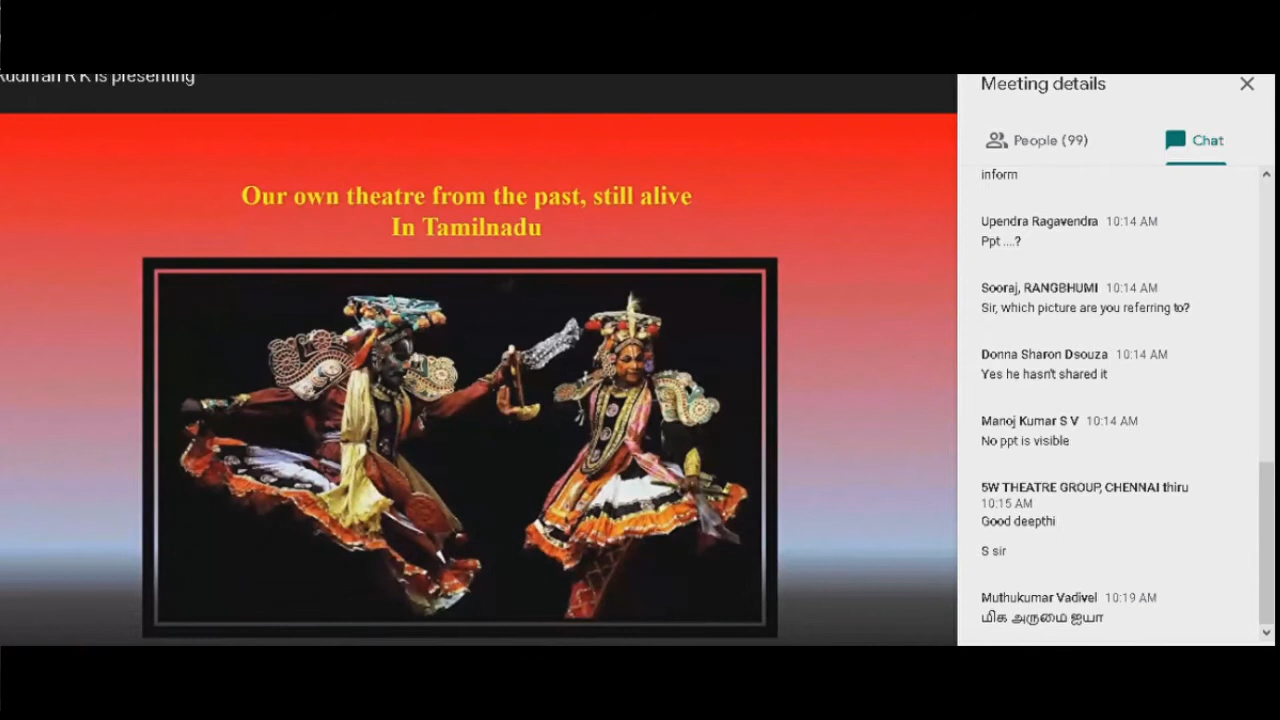 Rudhran R K is presenting
Our own theatre from the past, still alive
In Tamilnadu
Meeting details
People (99)
Chat
inform
Upendra Ragavendra 10:14 AM
Ppt ....?
Sooraj, RANGBHUMI 10:14 AM
Sir, which picture are you referring to?
Donna Sharon Dsouza 10:14 AM
Yes he hasn't shared it
Manoj Kumar S V 10:14 AM
No ppt is visible
5W THEATRE GROUP, CHENNAI thiru
10:15 AM
Good deepthi
S sir
Muthukumar Vadivel 10:19 AM
மிக அருமை ஐயா